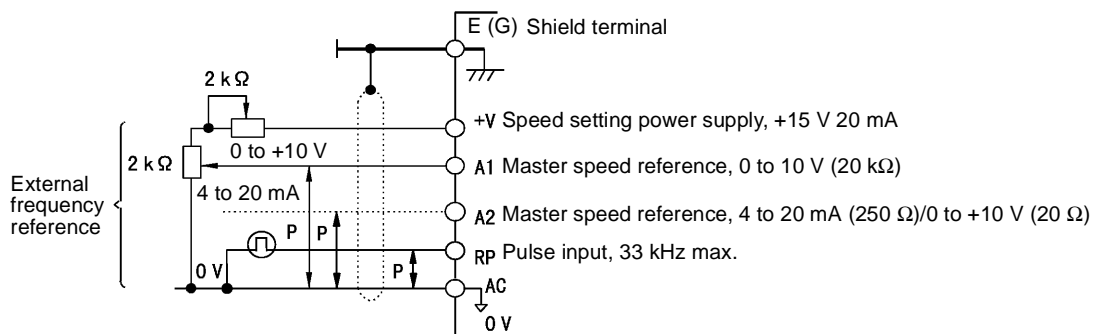 E (G) Shield terminal
2 kΩ
+V Speed setting power supply, +15 V 20 mA
0 to +10 V
2 kΩ
A1 Master speed reference, 0 to 10 V (20 kΩ)
External
frequency
reference
4 to 20 mA
A2 Master speed reference, 4 to 20 mA (250 Ω)/0 to +10 V (20 Ω)
P
P
RP Pulse input, 33 kHz max.
0 V
P
AC
0 V